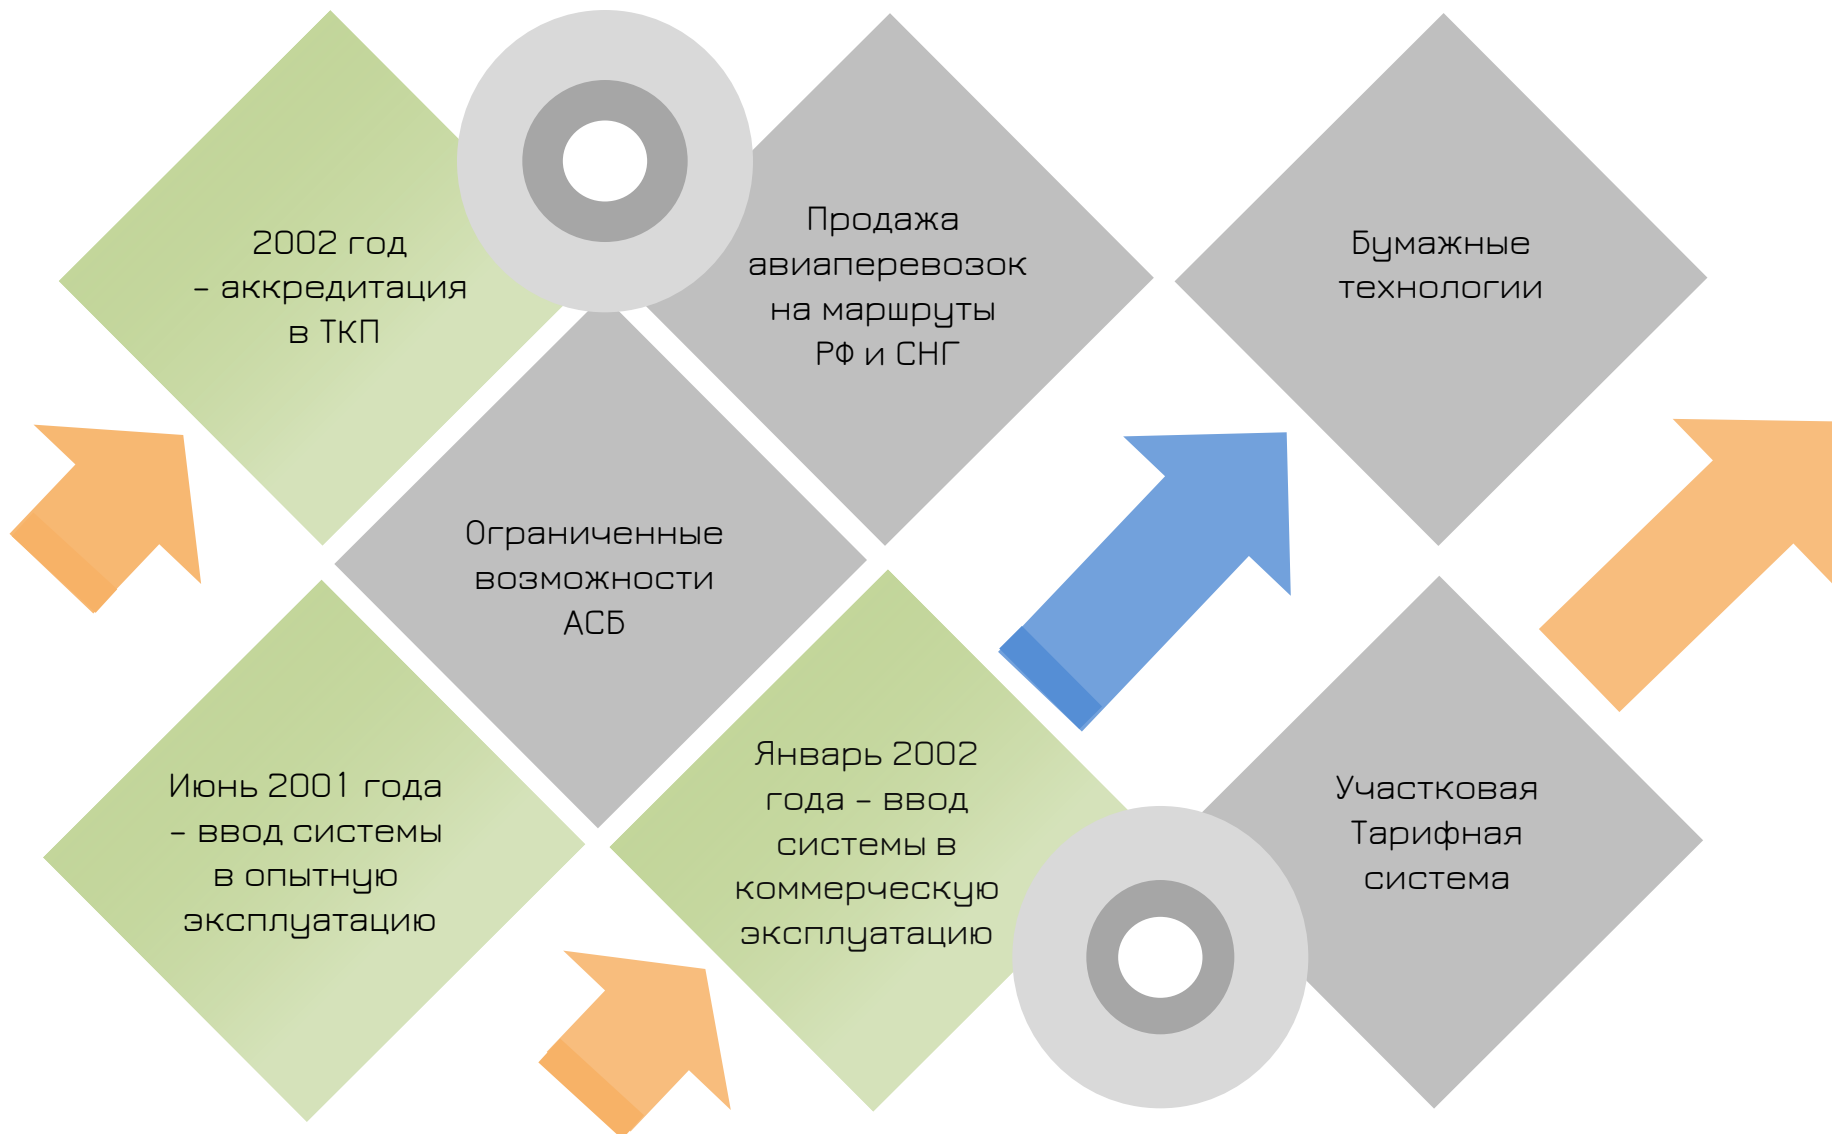 2002 год
– аккредитация
в ТКП
Продажа
авиаперевозок
на маршруты
РФ и СНГ
Бумажные
технологии
Ограниченные
возможности
АСБ
Июнь 2001 года
– ввод системы
в опытную
эксплуатацию
Январь 2002
года – ввод
системы в
коммерческую
эксплуатацию
Участковая
Тарифная
система